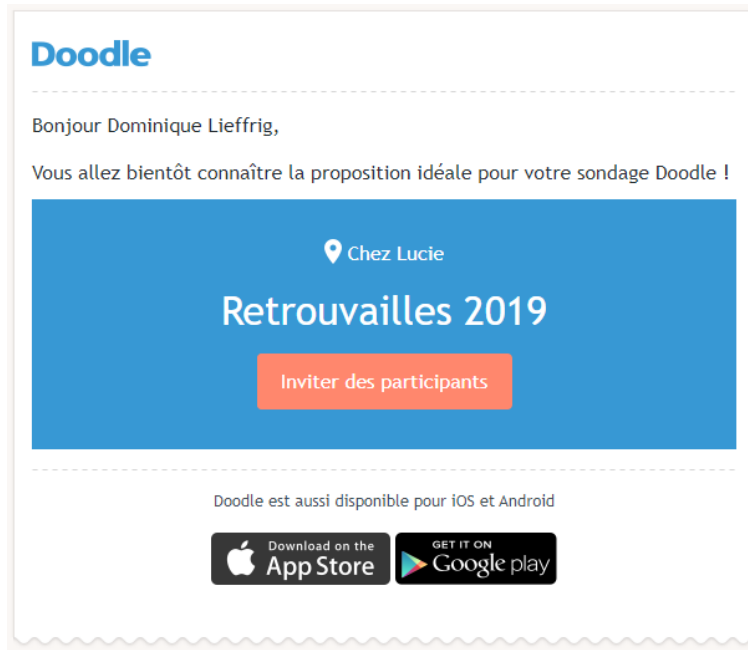 Doodle
Bonjour Dominique Lieffrig,
Vous allez bientôt connaître la proposition idéale pour votre sondage Doodle !
Chez Lucie
Retrouvailles 2019
Inviter des participants
Doodle est aussi disponible pour iOS et Android
Download on the
App Store
GET IT ON
Google play